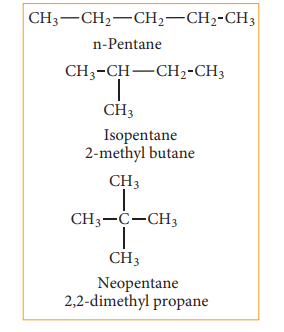 CH₃—CH₂—CH₂—CH₂-CH₃
n-Pentane
CH₃-CH—CH₂-CH₃
CH₃
Isopentane
2-methyl butane
CH₃
CH₃—C—CH₃
CH₃
Neopentane
2,2-dimethyl propane